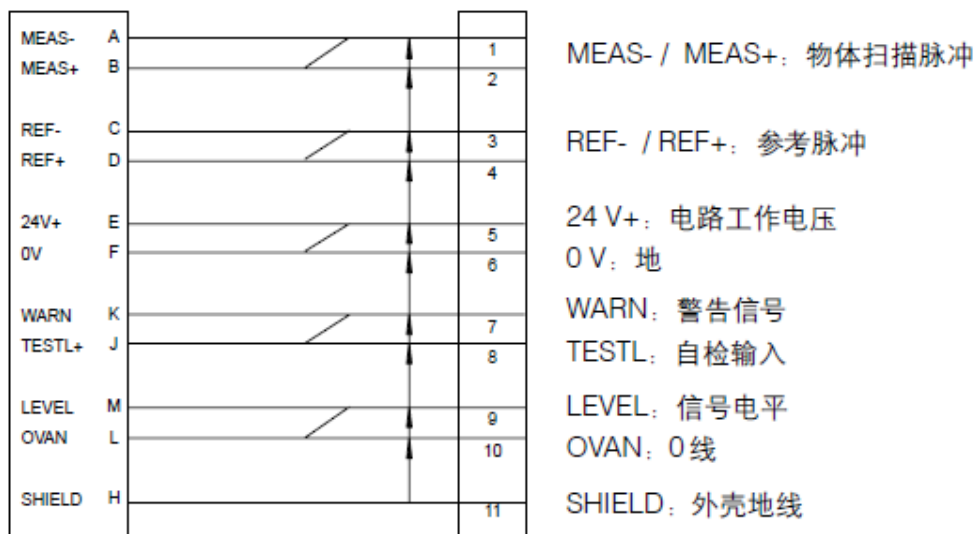 MEAS- A 1 MEAS- / MEAS+：物体扫描脉冲
MEAS+ B 2
REF- C 3 REF- / REF+：参考脉冲
REF+ D 4
24V+ E 5 24 V+：电路工作电压
0V F 6 0 V：地
WARN K 7 WARN：警告信号
TESTL+ J 8 TESTL：自检输入
LEVEL M 9 LEVEL：信号电平
OVAN L 10 OVAN：0线
SHIELD H 11 SHIELD：外壳地线